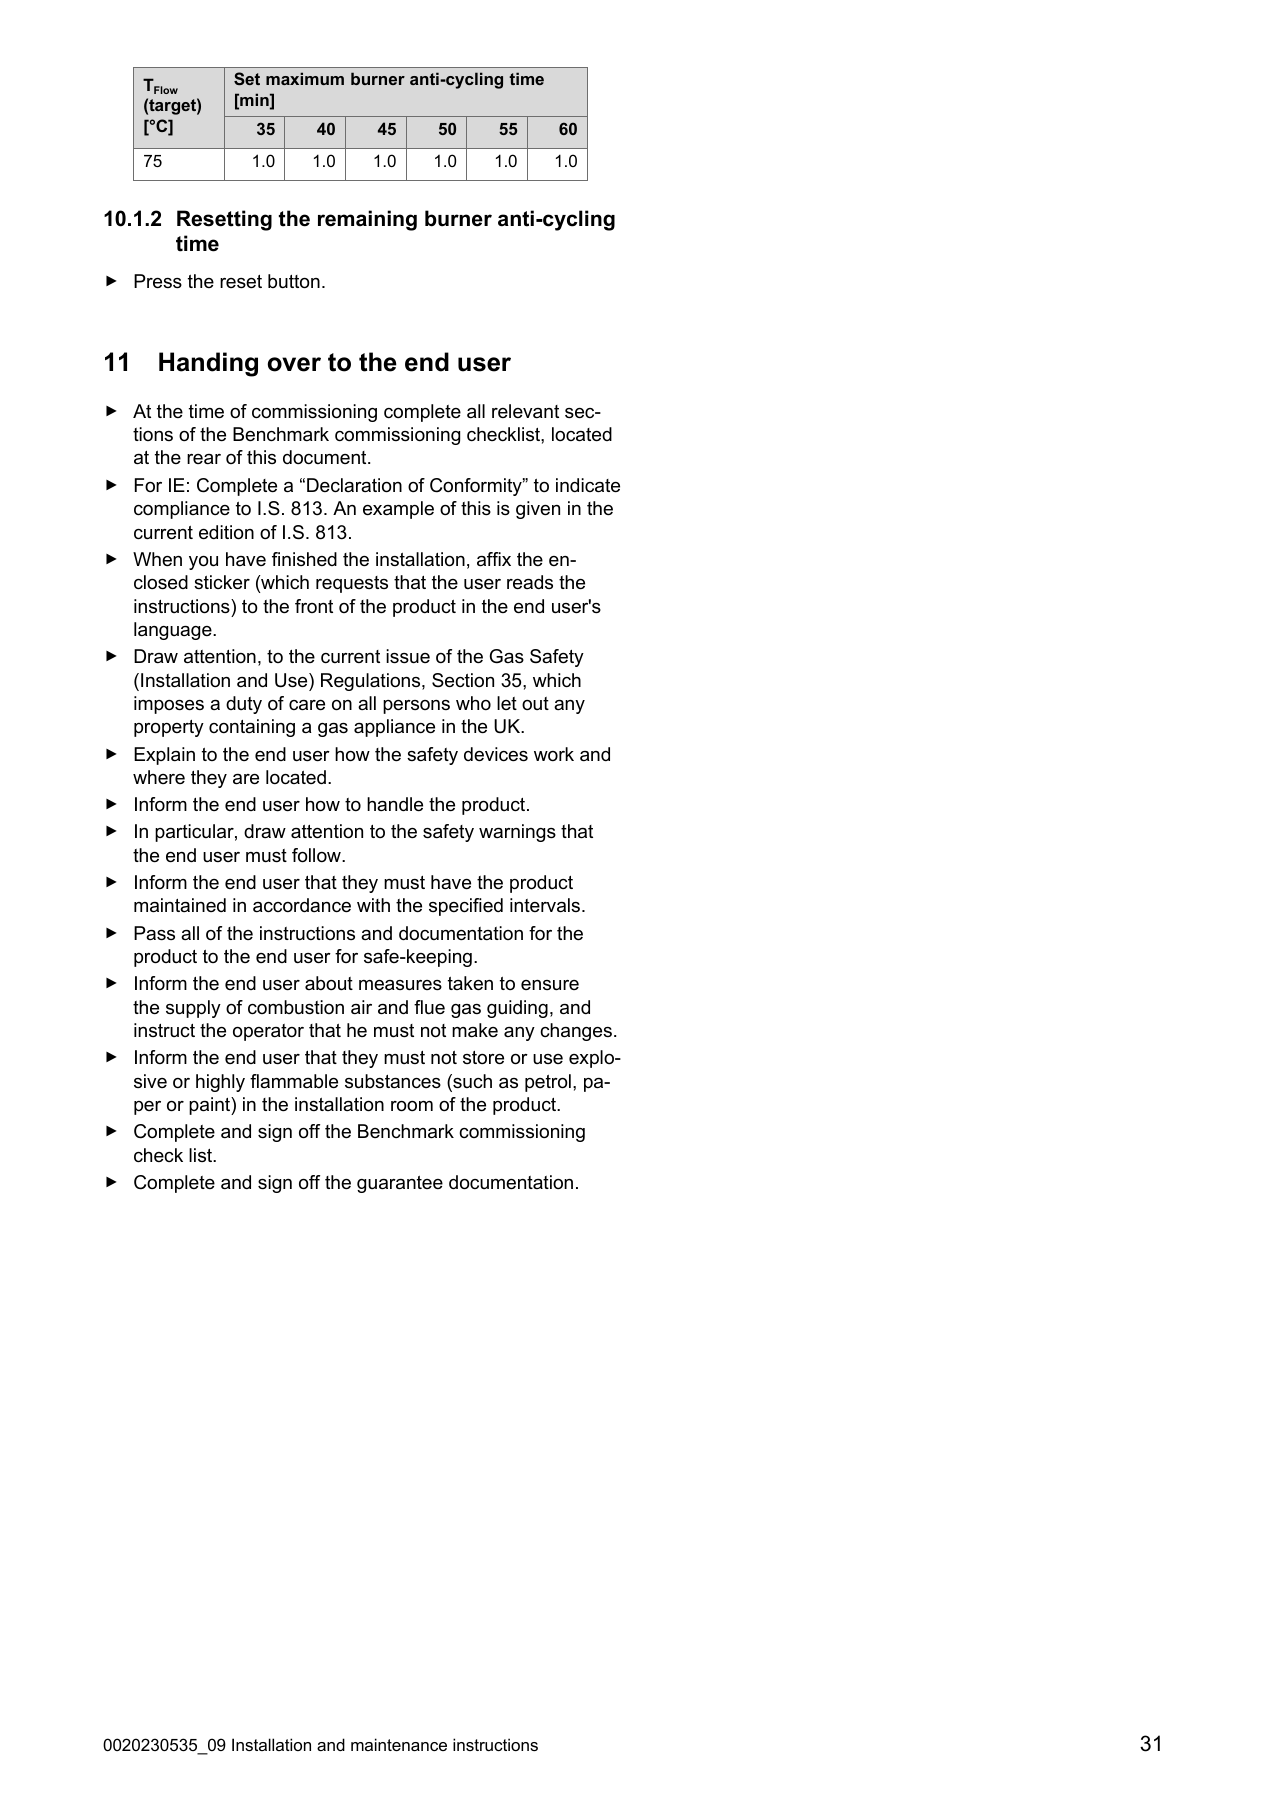 TFlow
(target)
[°C]
Set maximum burner anti-cycling time
[min]
35 40 45 50 55 60
75 1.0 1.0 1.0 1.0 1.0 1.0
10.1.2 Resetting the remaining burner anti-cycling
time
► Press the reset button.
11 Handing over to the end user
► At the time of commissioning complete all relevant sec-
tions of the Benchmark commissioning checklist, located
at the rear of this document.
► For IE: Complete a “Declaration of Conformity” to indicate
compliance to I.S. 813. An example of this is given in the
current edition of I.S. 813.
► When you have finished the installation, affix the en-
closed sticker (which requests that the user reads the
instructions) to the front of the product in the end user's
language.
► Draw attention, to the current issue of the Gas Safety
(Installation and Use) Regulations, Section 35, which
imposes a duty of care on all persons who let out any
property containing a gas appliance in the UK.
► Explain to the end user how the safety devices work and
where they are located.
► Inform the end user how to handle the product.
► In particular, draw attention to the safety warnings that
the end user must follow.
► Inform the end user that they must have the product
maintained in accordance with the specified intervals.
► Pass all of the instructions and documentation for the
product to the end user for safe-keeping.
► Inform the end user about measures taken to ensure
the supply of combustion air and flue gas guiding, and
instruct the operator that he must not make any changes.
► Inform the end user that they must not store or use explo-
sive or highly flammable substances (such as petrol, pa-
per or paint) in the installation room of the product.
► Complete and sign off the Benchmark commissioning
check list.
► Complete and sign off the guarantee documentation.
0020230535_09 Installation and maintenance instructions 31